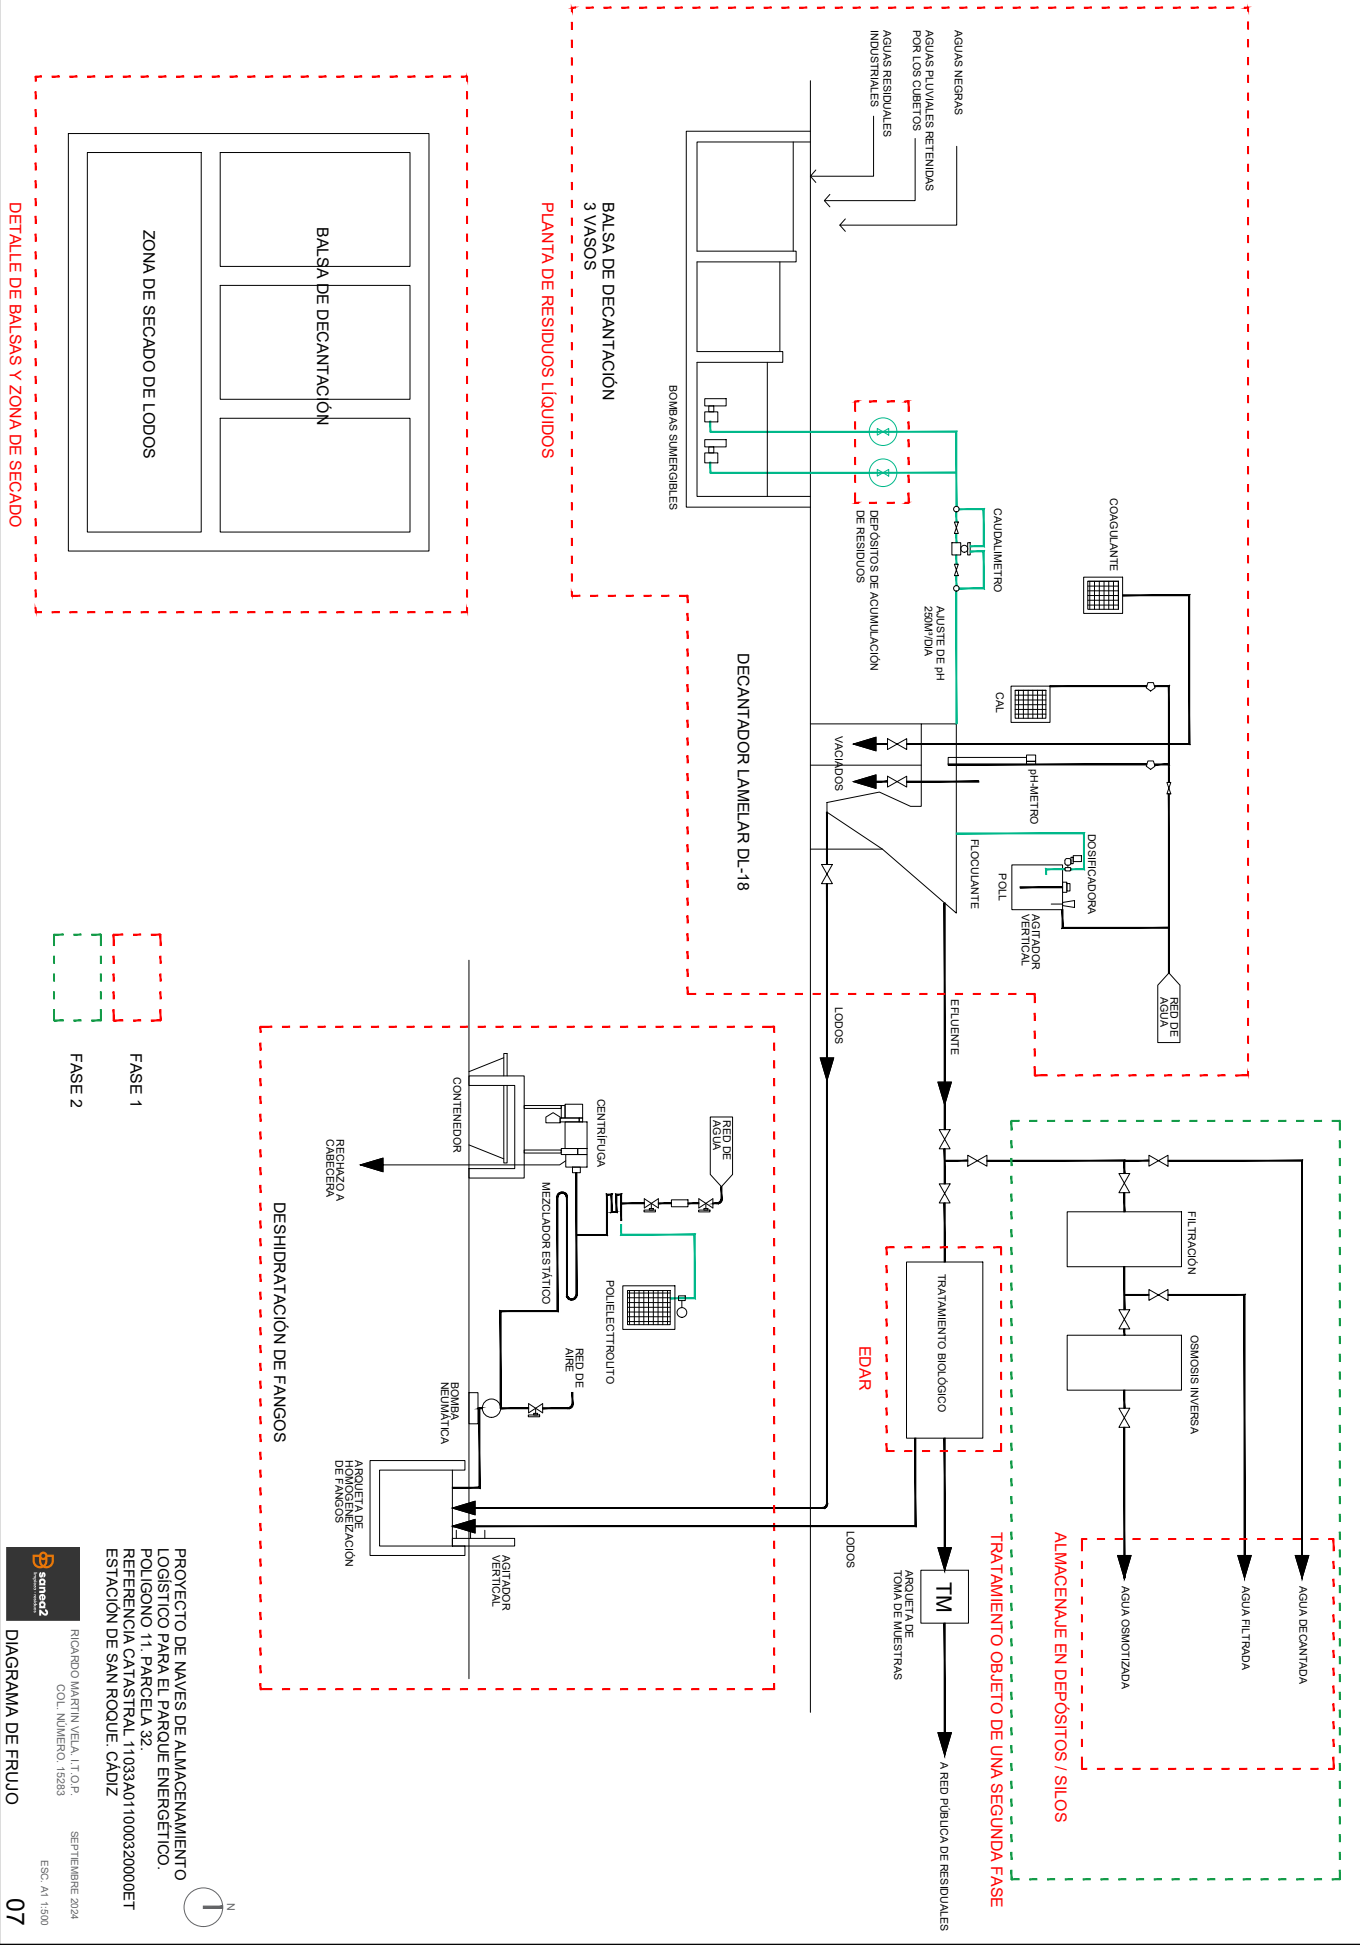 AGUAS NEGRAS
AGUAS PLUVIALES RETENIDAS
POR LOS CUBETOS
AGUAS RESIDUALES
INDUSTRIALES
BALSA DE DECANTACIÓN
3 VASOS
PLANTA DE RESIDUOS LÍQUIDOS
BOMBAS SUMERGIBLES
DEPÓSITOS DE ACUMULACIÓN
DE RESIDUOS
CAUDALIMETRO
AJUSTE DE pH
250M³/DIA
COAGULANTE
CAL
pH-METRO
VACIADOS
DECANTADOR LAMELAR DL-18
FLOCULANTE
DOSIFICADORA
POLL
AGITADOR
VERTICAL
RED DE
AGUA
EFLUENTE
LODOS
BALSA DE DECANTACIÓN
ZONA DE SECADO DE LODOS
DETALLE DE BALSAS Y ZONA DE SECADO
FILTRACIÓN
OSMOSIS INVERSA
AGUA DECANTADA
AGUA FILTRADA
AGUA OSMOTIZADA
ALMACENAJE EN DEPÓSITOS / SILOS
TRATAMIENTO OBJETO DE UNA SEGUNDA FASE
TRATAMIENTO BIOLÓGICO
EDAR
TM
ARQUETA DE
TOMA DE MUESTRAS
A RED PÚBLICA DE RESIDUALES
LODOS
RED DE
AGUA
CENTRÍFUGA
CONTENEDOR
RECHAZO A
CABECERA
MEZCLADOR ESTÁTICO
POLIELECTTROLITO
RED DE
AIRE
BOMBA
NEUMÁTICA
ARQUETA DE
HOMOGENEIZACIÓN
DE FANGOS
AGITADOR
VERTICAL
DESHIDRATACIÓN DE FANGOS
FASE 1
FASE 2
PROYECTO DE NAVES DE ALMACENAMIENTO
LOGÍSTICO PARA EL PARQUE ENERGÉTICO.
POLIGONO 11. PARCELA 32.
REFERENCIA CATASTRAL 11033A011000320000ET
ESTACIÓN DE SAN ROQUE. CÁDIZ
N
sanea2
RICARDO MARTIN VELA. I.T.O.P.
COL. NÚMERO. 15283
SEPTIEMBRE 2024
ESC. A1 1:500
DIAGRAMA DE FRUJO
07